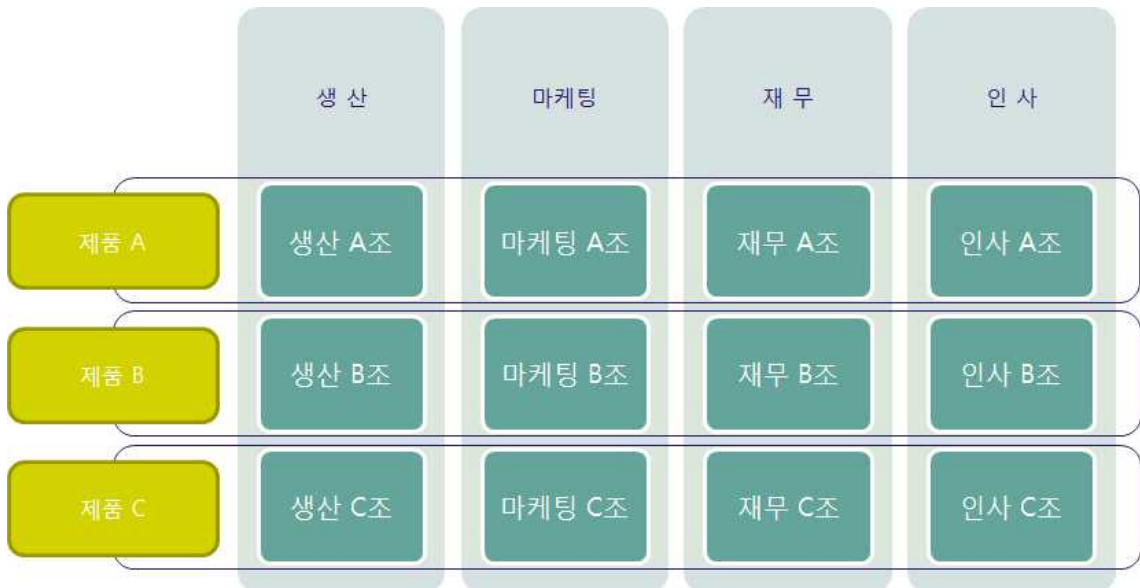 생 산
마케팅
재 무
인 사
제품 A
생산 A조
마케팅 A조
재무 A조
인사 A조
제품 B
생산 B조
마케팅 B조
재무 B조
인사 B조
제품 C
생산 C조
마케팅 C조
재무 C조
인사 C조